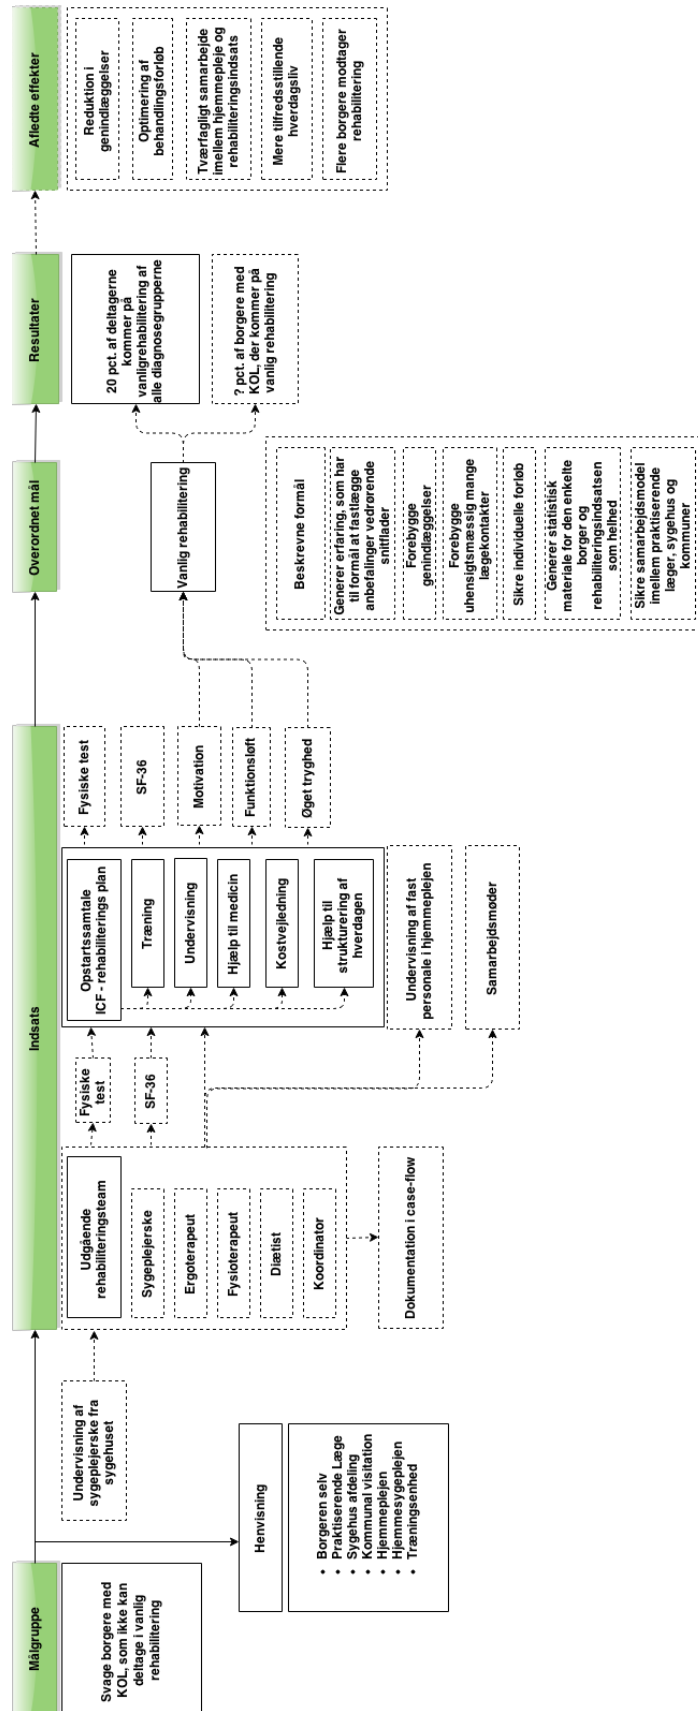 Målgruppe
Svage borgere med
KOL, som ikke kan
deltage i vanlig
rehabilitering
Henvisning
• Borgeren selv
• Praktiserende Læge
• Sygehus afdeling
• Kommunal visitation
• Hjemmeplejen
• Hjemmesygeplejen
• Træningsenhed
Undervisning af
sygeplejerske fra
sygehuset
Indsats
Udgående
rehabiliteringsteam
Sygeplejerske
Ergoterapeut
Fysioterapeut
Diætist
Koordinator
Dokumentation i case-flow
Fysiske
test
SF-36
Opstartssamtale
ICF - rehabiliterings plan
Træning
Undervisning
Hjælp til medicin
Kostvejledning
Hjælp til
strukturering af
hverdagen
Undervisning af fast
personale i hjemmeplejen
Samarbejdsmøder
Fysiske test
SF-36
Motivation
Funktionsløft
Øget tryghed
Overordnet mål
Vanlig rehabilitering
Beskrevne formål
Generer erfaring, som har
til formål at fastlægge
anbefalinger vedrørende
snitflader
Forebygge
genindlæggelser
Forebygge
uhensigtsmæssig mange
lægekontakter
Sikre individuelle forløb
Generer statistisk
materiale for den enkelte
borger og
rehabiliteringsindsatsen
som helhed
Sikre samarbejdsmodel
imellem praktiserende
læger, sygehus og
kommuner
Resultater
20 pct. af deltagerne
kommer på
vanligrehabilitering af
alle diagnosegrupperne
? pct. af borgere med
KOL, der kommer på
vanlig rehabilitering
Afledte effekter
Reduktion i
genindlæggelser
Optimering af
behandlingsforløb
Tværfagligt samarbejde
imellem hjemmepleje og
rehabiliteringsindsats
Mere tilfredsstillende
hverdagsliv
Flere borgere modtager
rehabilitering